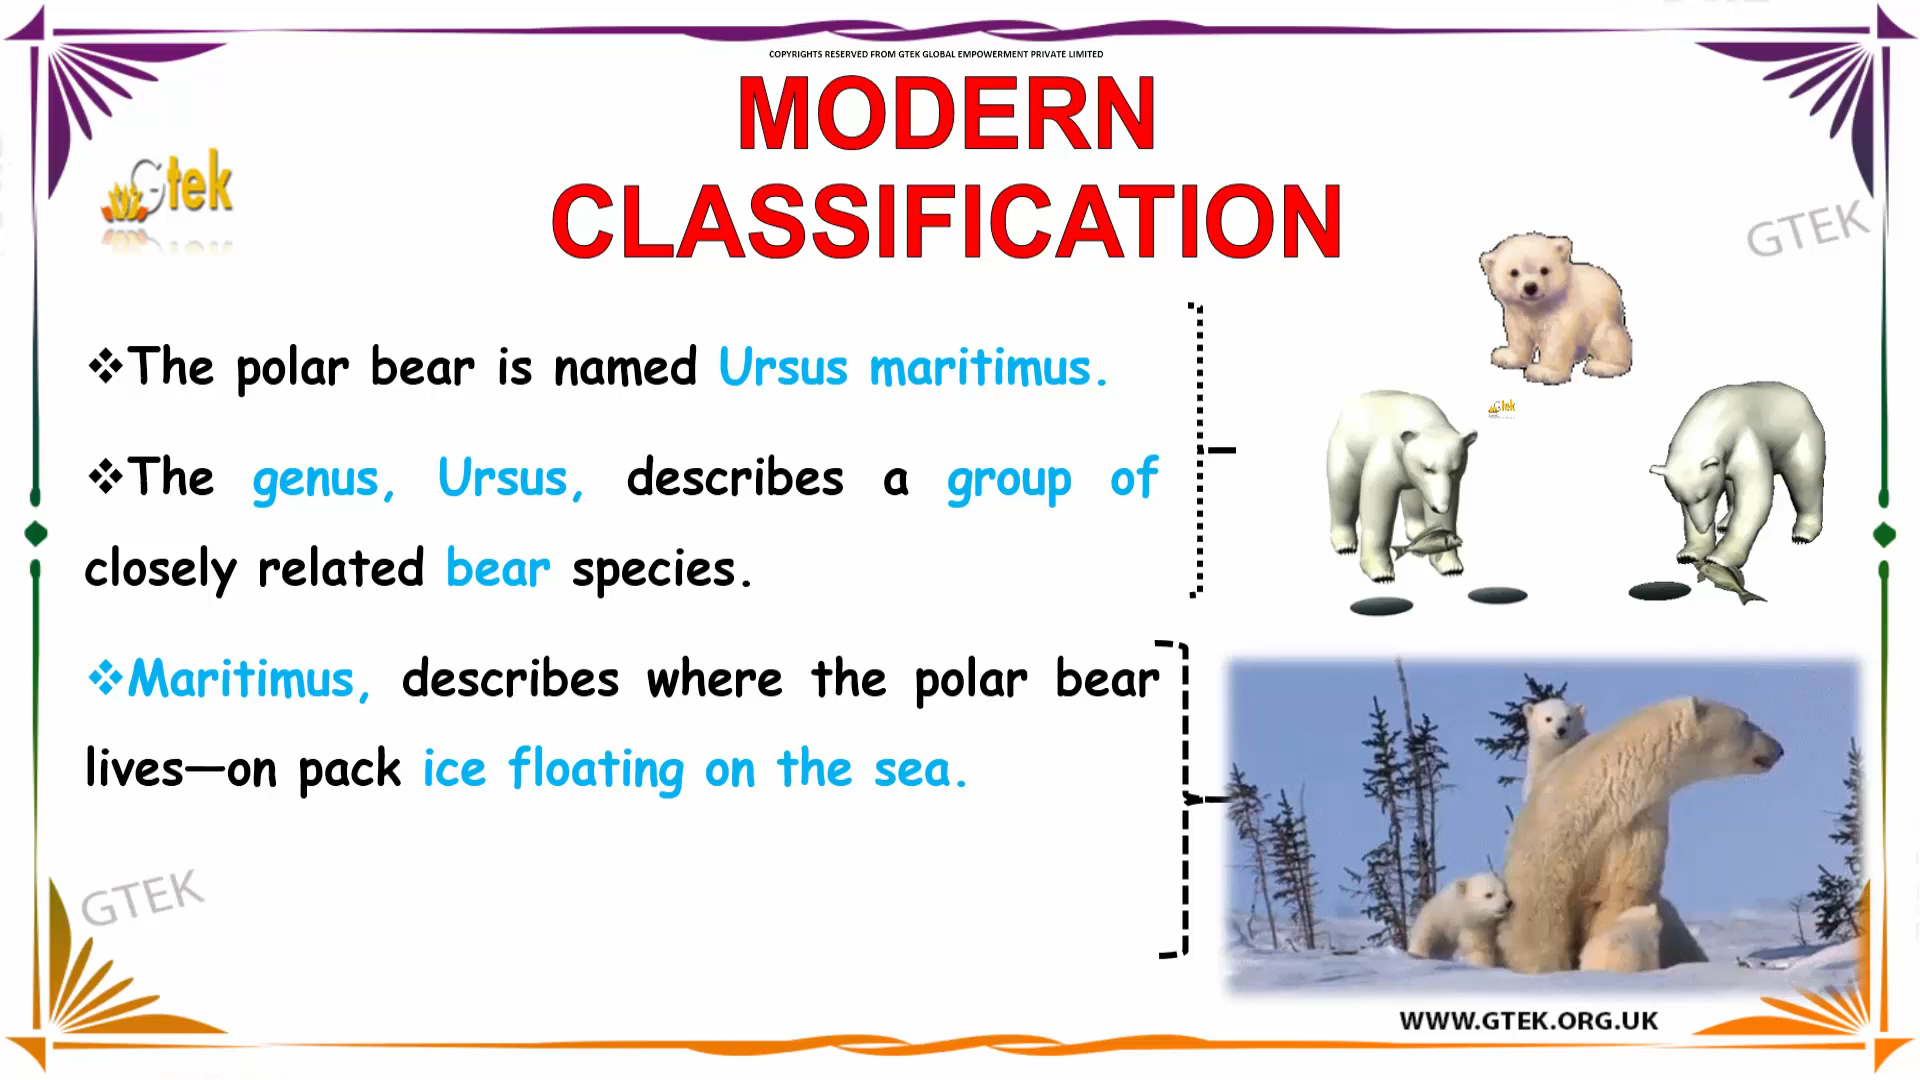 COPYRIGHTS RESERVED FROM GTEK GLOBAL EMPOWERMENT PRIVATE LIMITED
MODERN
CLASSIFICATION
Gtek
GTEK
❖The polar bear is named Ursus maritimus.
Gtek
❖The genus, Ursus, describes a group of
closely related bear species.
❖Maritimus, describes where the polar bear
lives—on pack ice floating on the sea.
GTEK
WWW.GTEK.ORG.UK